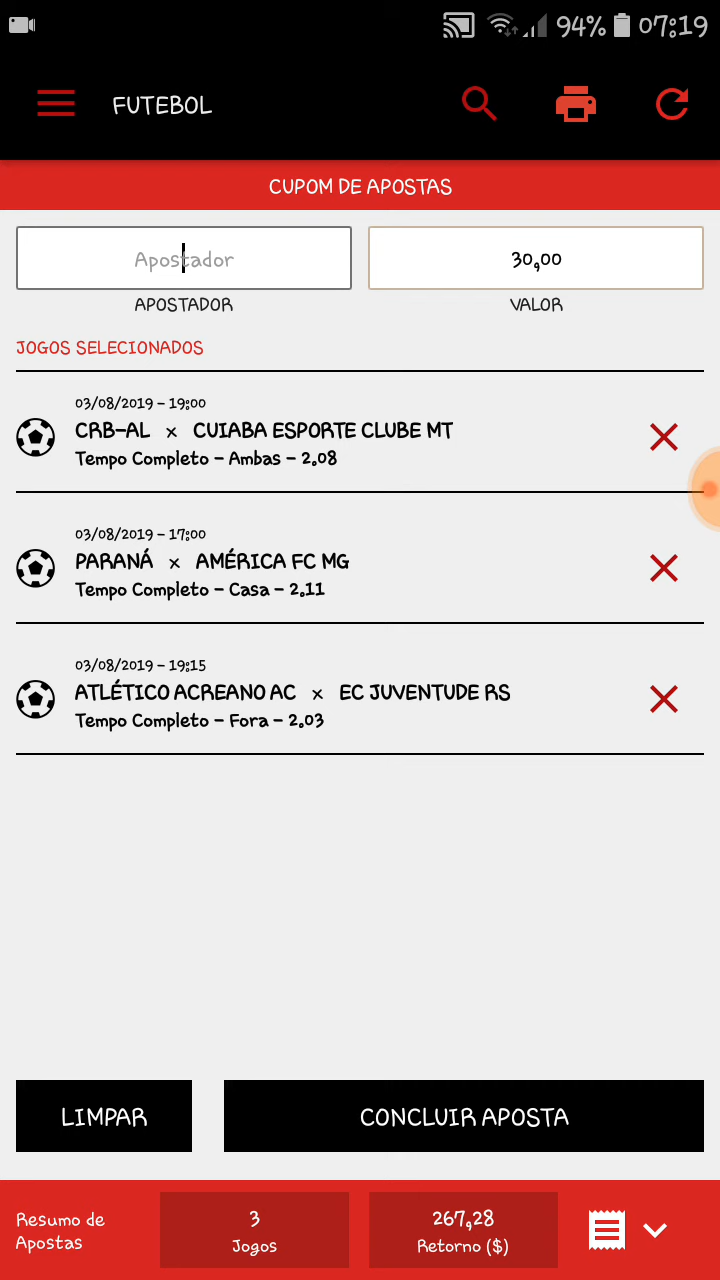 94% 07:19
FUTEBOL
CUPOM DE APOSTAS
Apostador 30,00
APOSTADOR VALOR
JOGOS SELECIONADOS
03/08/2019 - 19:00
CRB-AL x CUIABA ESPORTE CLUBE MT
Tempo Completo - Ambas - 2.08
03/08/2019 - 17:00
PARANÁ x AMÉRICA FC MG
Tempo Completo - Casa - 2.11
03/08/2019 - 19:15
ATLÉTICO ACREANO AC x EC JUVENTUDE RS
Tempo Completo - Fora - 2.03
LIMPAR CONCLUIR APOSTA
Resumo de Apostas
3 Jogos
267,28 Retorno ($)